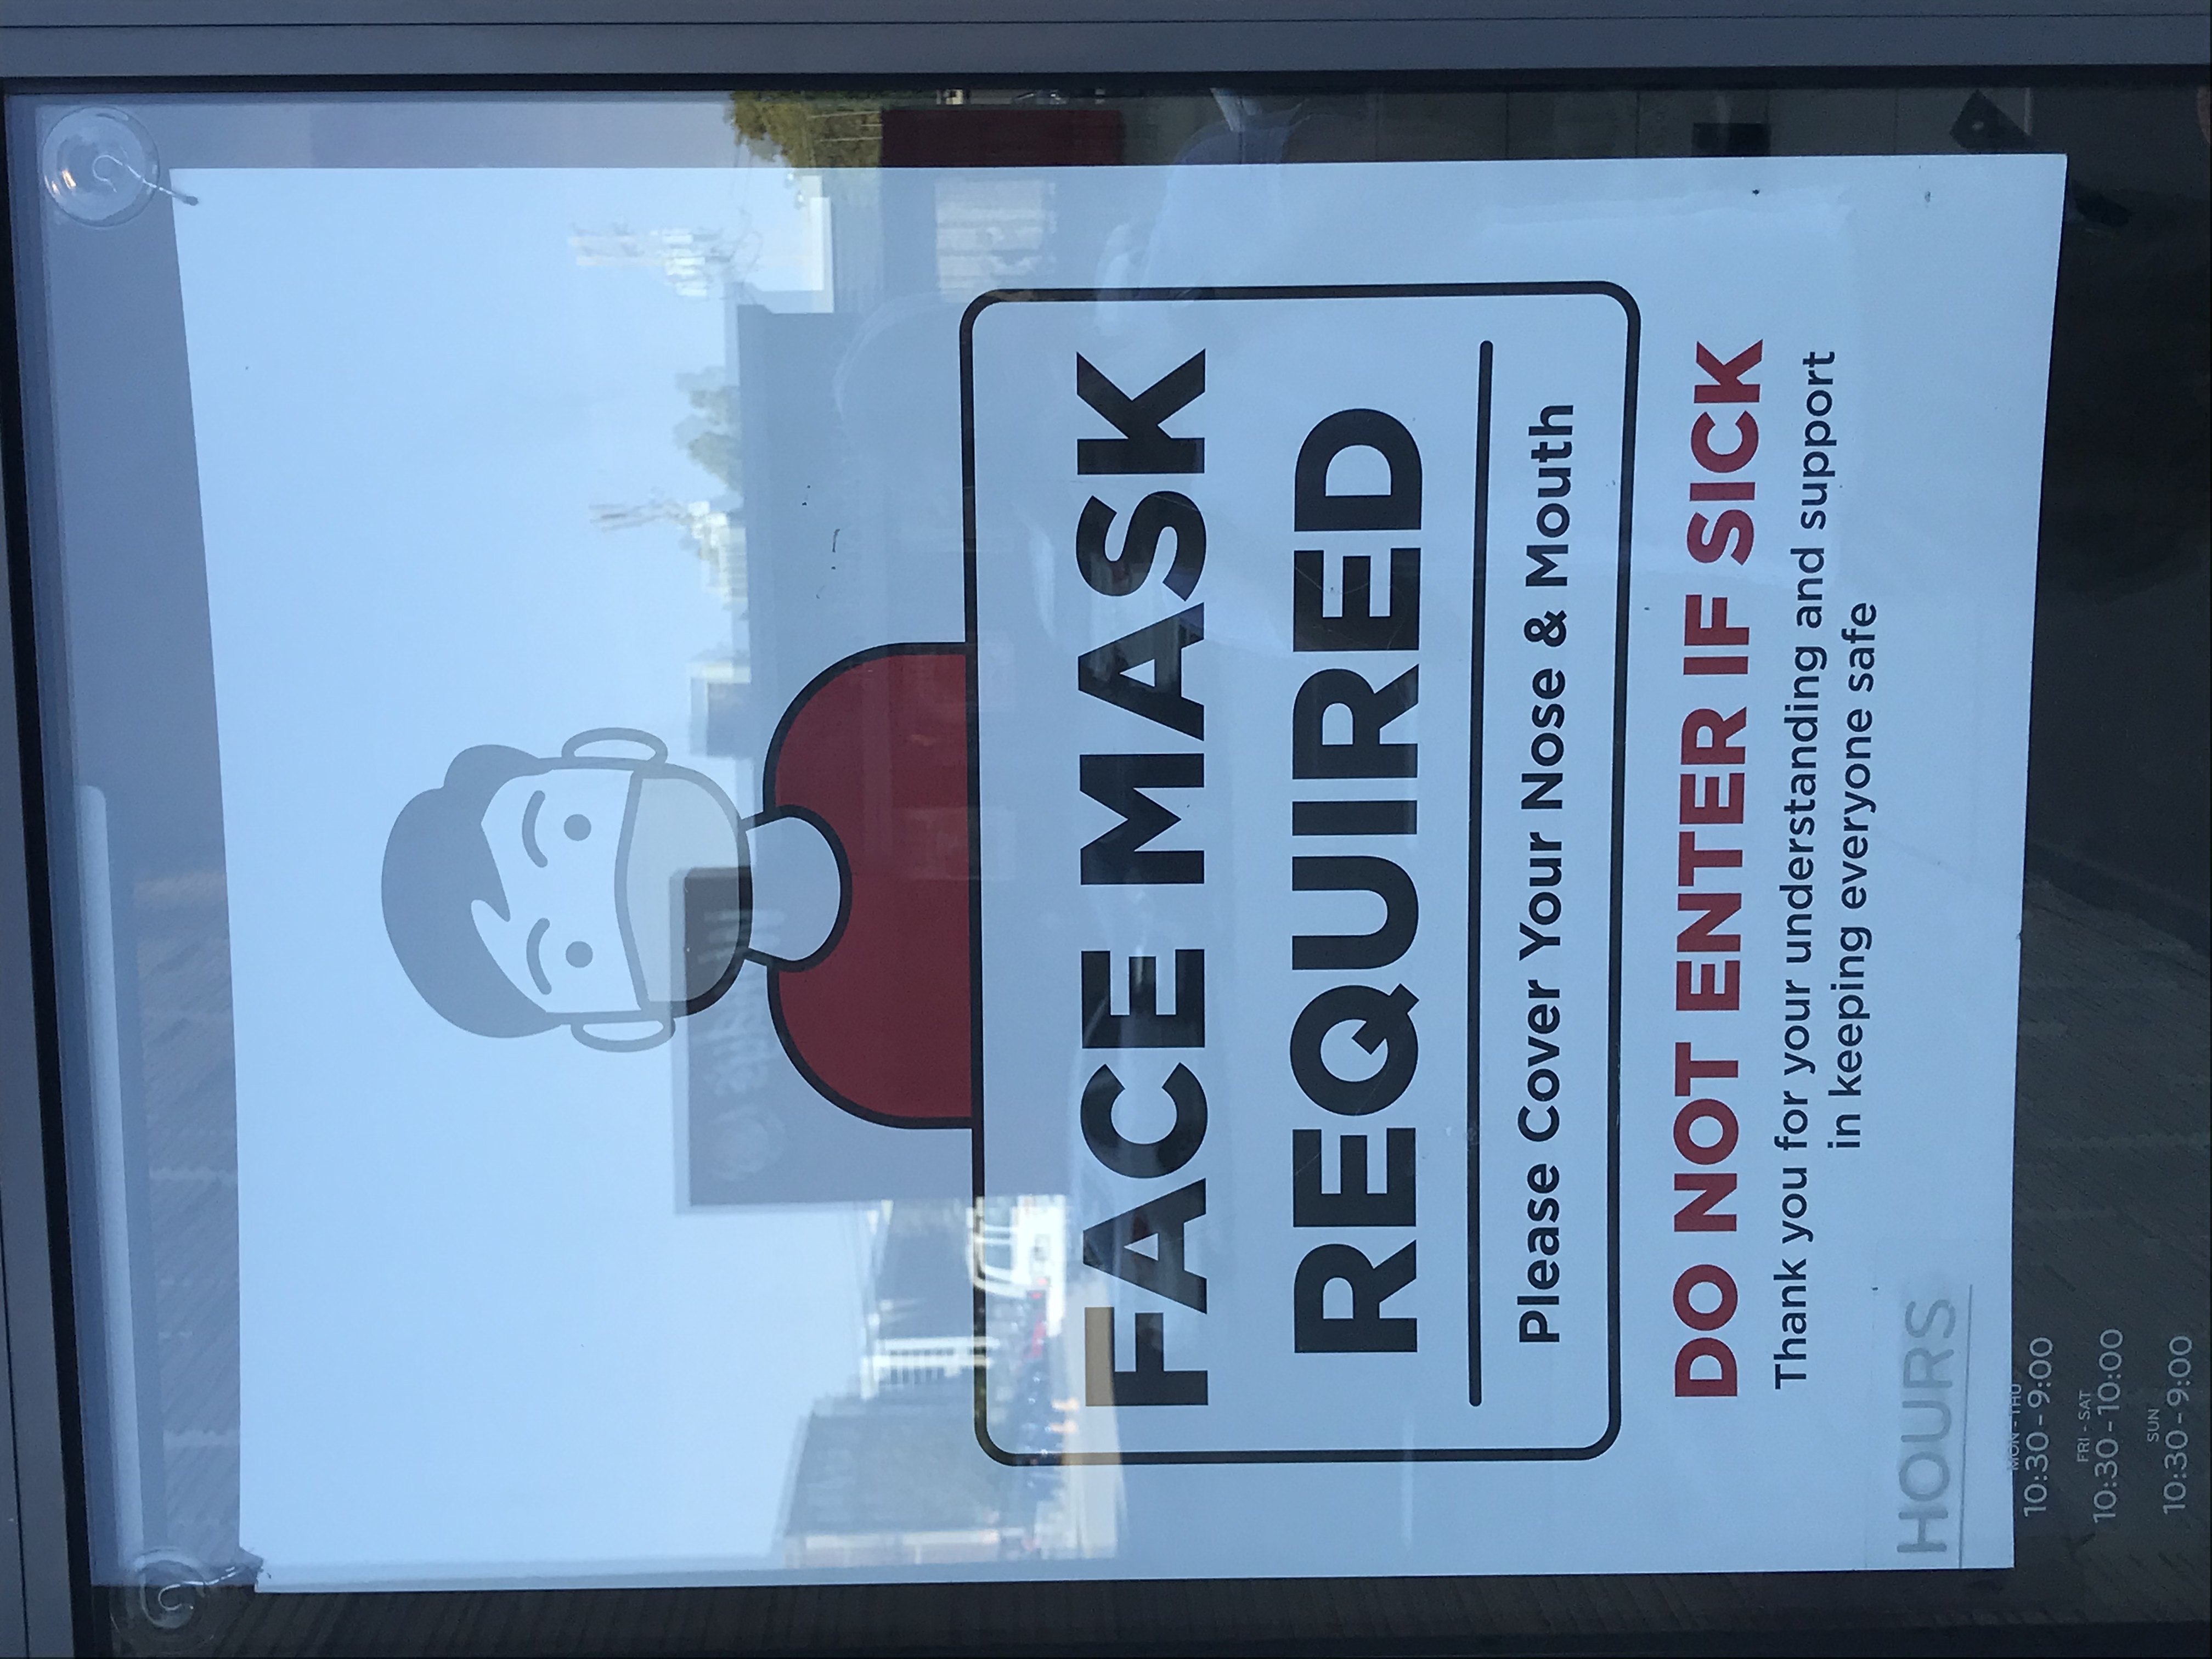 FACE MASK
REQUIRED
Please Cover Your Nose & Mouth
DO NOT ENTER IF SICK
Thank you for your understanding and support
in keeping everyone safe
HOURS
MON - THU
10:30 - 9:00
FRI - SAT
10:30 - 10:00
SUN
10:30 - 9:00